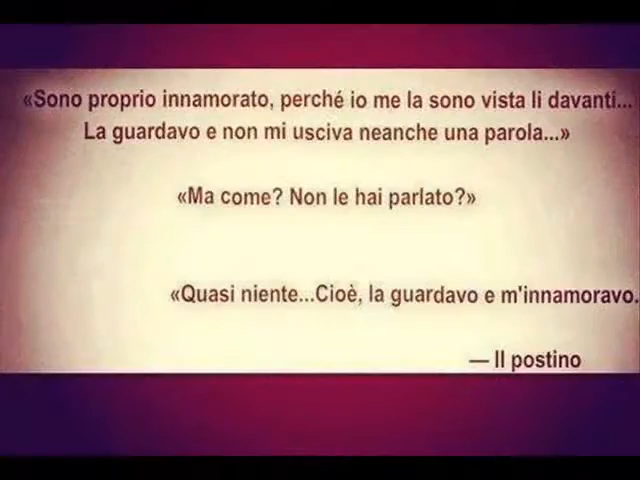 «Sono proprio innamorato, perché io me la sono vista li davanti...
La guardavo e non mi usciva neanche una parola...»
«Ma come? Non le hai parlato?»
«Quasi niente...Cioè, la guardavo e m'innamoravo.
— Il postino